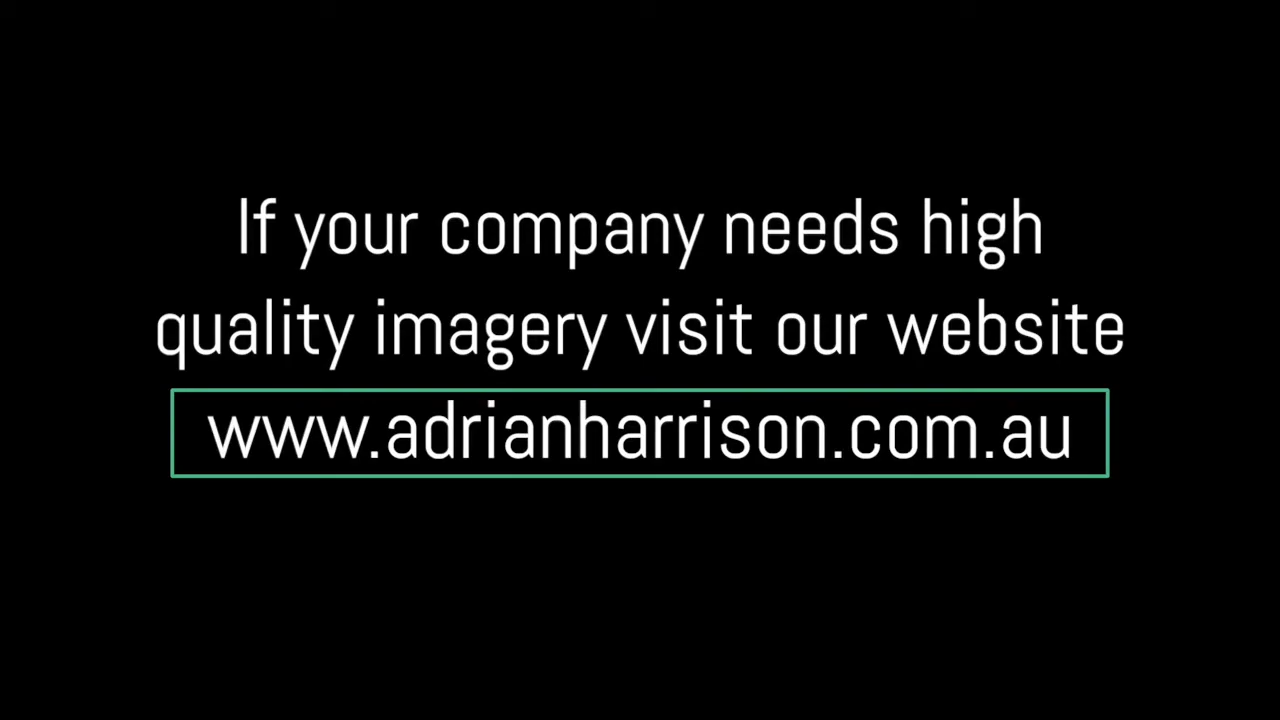 If your company needs high
quality imagery visit our website
www.adrianharrison.com.au